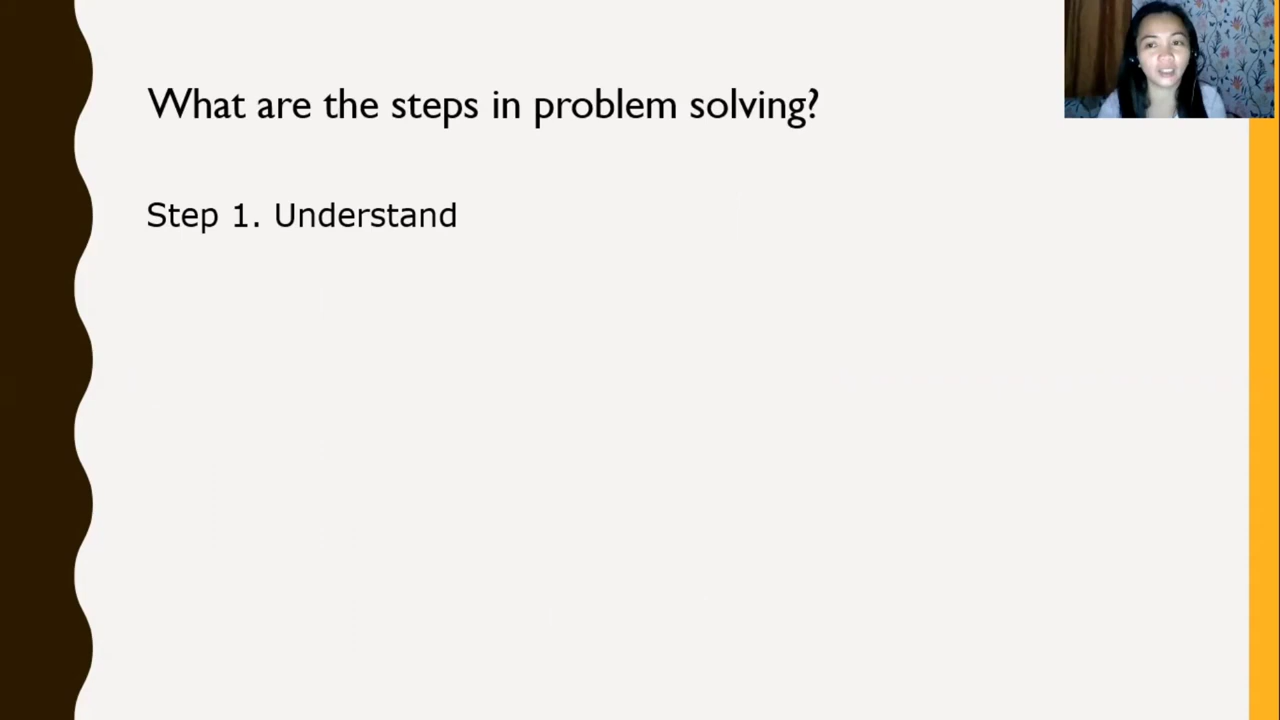 What are the steps in problem solving?
Step 1. Understand